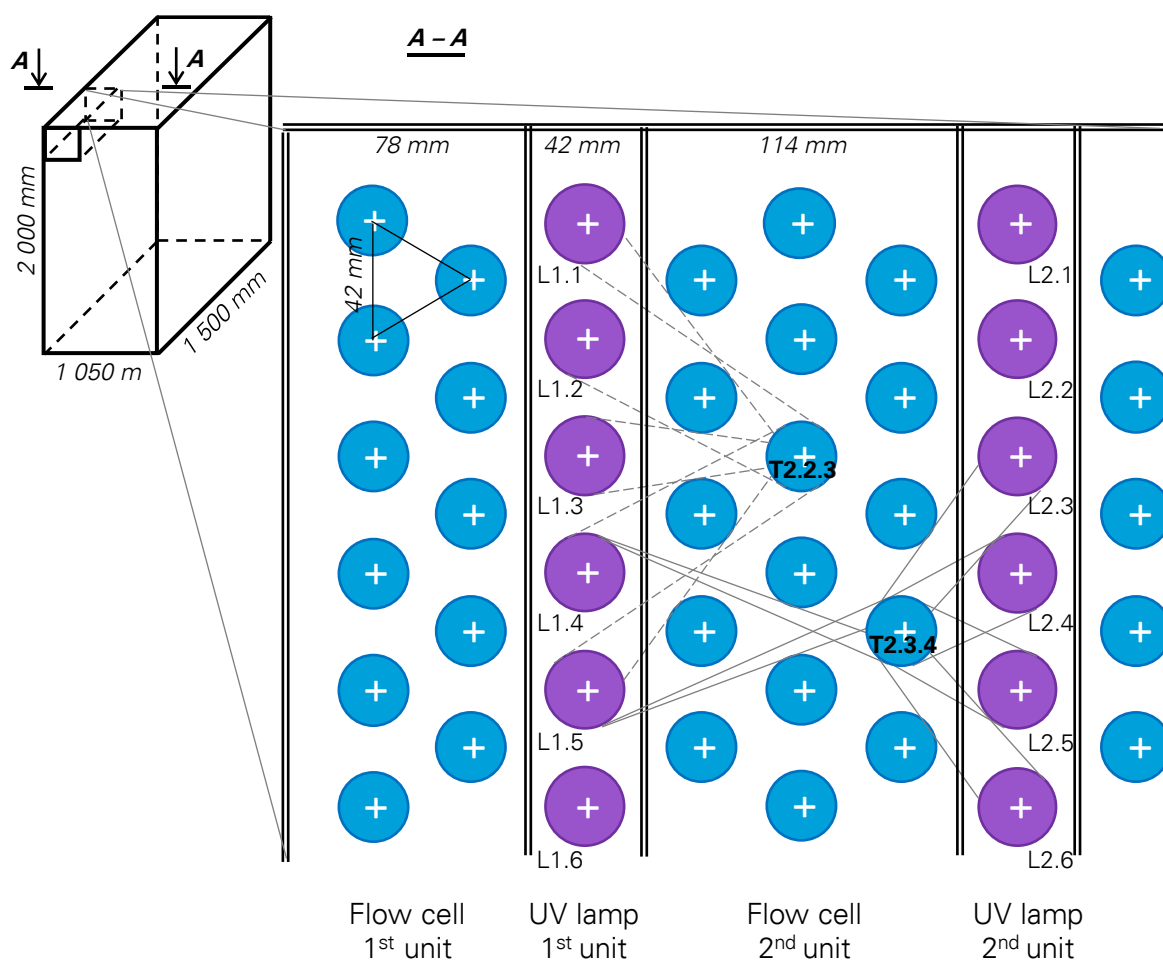 A – A
A
A
2 000 mm
1 050 m
1 500 mm
78 mm
42 mm
114 mm
42 mm
L1.1
L1.2
L1.3
L1.4
L1.5
L1.6
T2.2.3
T2.3.4
L2.1
L2.2
L2.3
L2.4
L2.5
L2.6
Flow cell
1st unit
UV lamp
1st unit
Flow cell
2nd unit
UV lamp
2nd unit